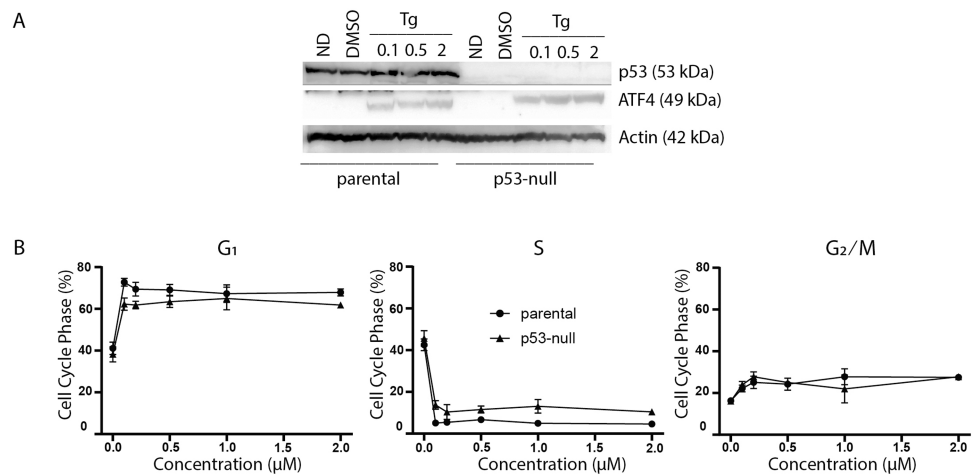 A
ND
DMSO
Tg
0.1 0.5 2
ND
DMSO
Tg
0.1 0.5 2
p53 (53 kDa)
ATF4 (49 kDa)
Actin (42 kDa)
parental
p53-null
B
G₁
Cell Cycle Phase (%)
80
60
40
20
0
0.0 0.5 1.0 1.5 2.0
Concentration (µM)
S
Cell Cycle Phase (%)
80
60
40
20
0
parental
p53-null
0.0 0.5 1.0 1.5 2.0
Concentration (µM)
G₂/M
Cell Cycle Phase (%)
80
60
40
20
0
0.0 0.5 1.0 1.5 2.0
Concentration (µM)